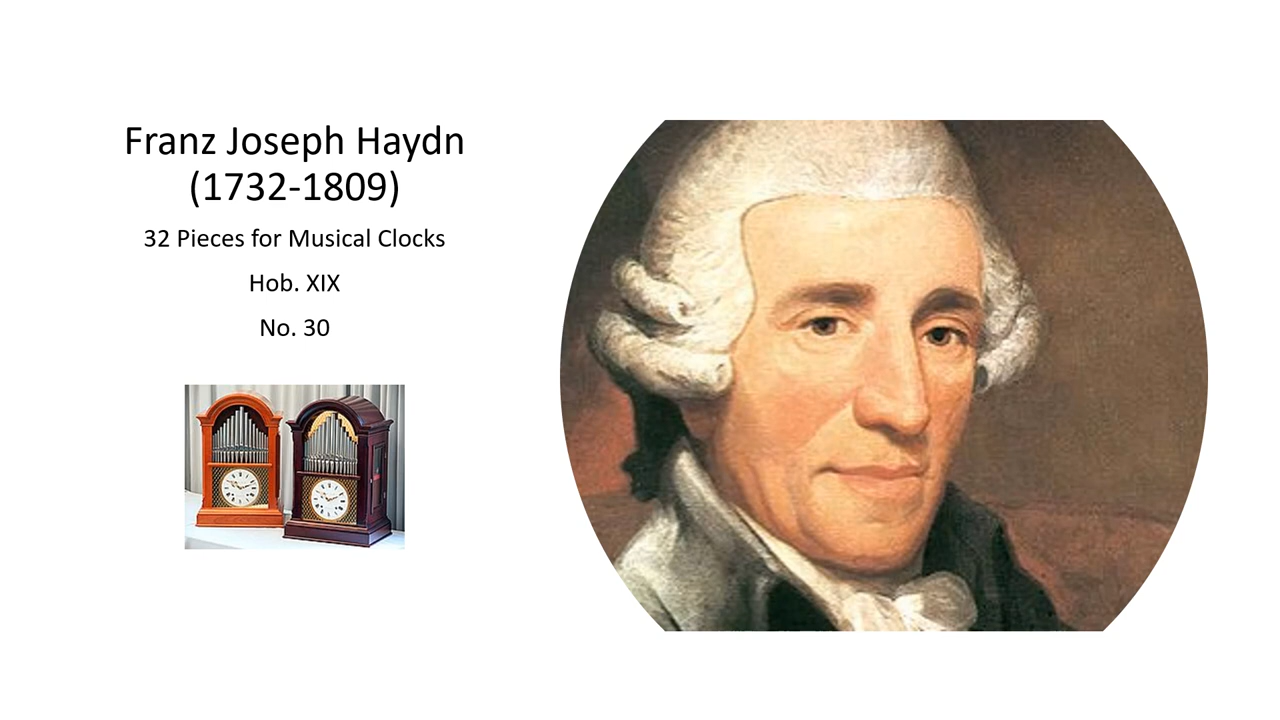 Franz Joseph Haydn
(1732-1809)
32 Pieces for Musical Clocks
Hob. XIX
No. 30